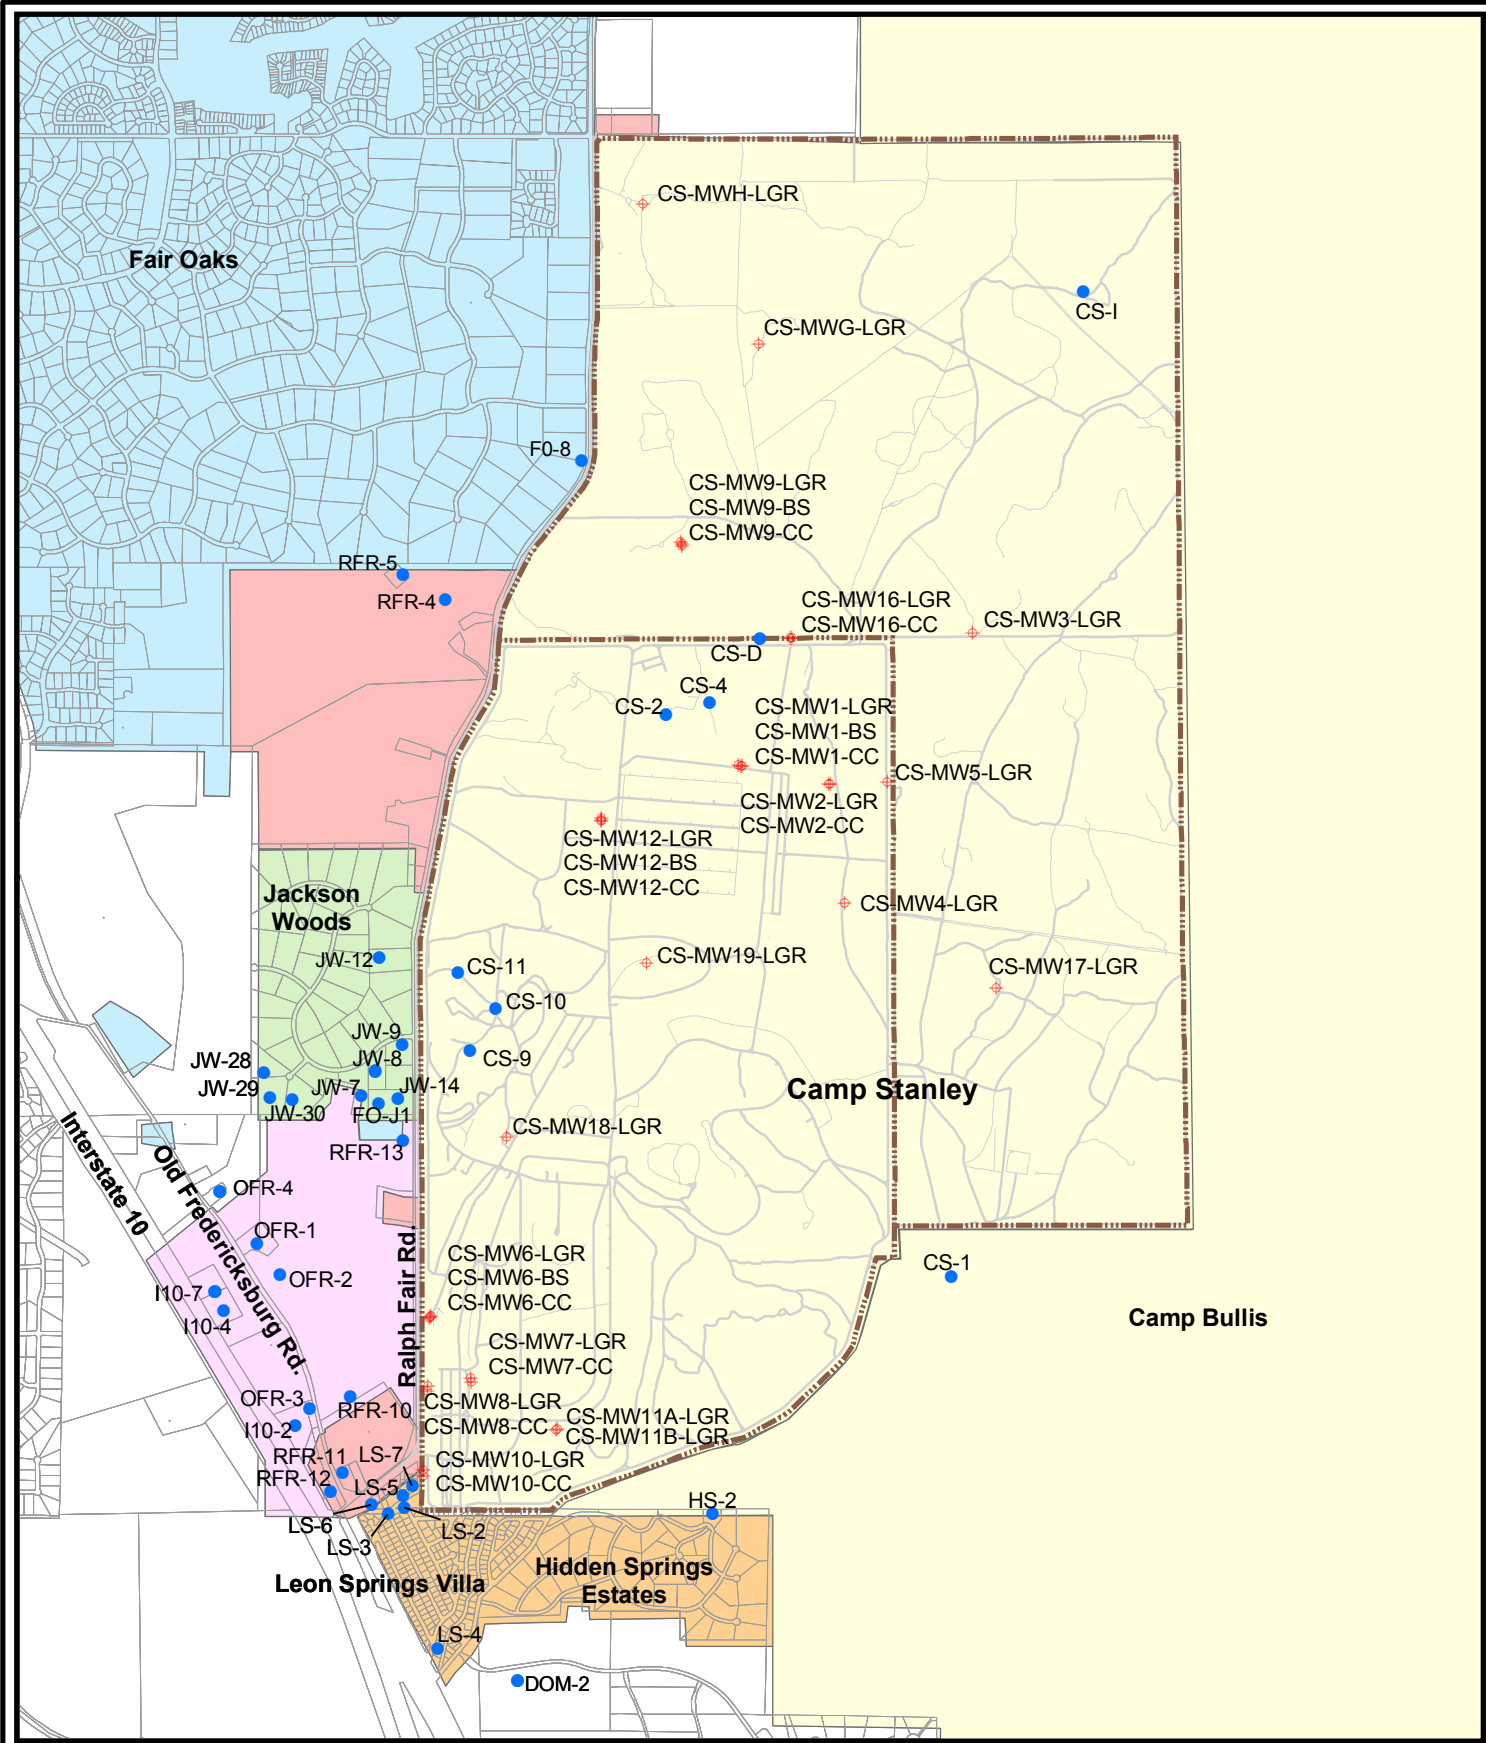 CS-MWH-LGR
Fair Oaks
CS-I
CS-MWG-LGR
F0-8
CS-MW9-LGR
CS-MW9-BS
CS-MW9-CC
RFR-5
RFR-4
CS-MW16-LGR
CS-MW16-CC
CS-MW3-LGR
CS-D
CS-4
CS-2
CS-MW1-LGR
CS-MW1-BS
CS-MW1-CC
CS-MW5-LGR
CS-MW2-LGR
CS-MW2-CC
CS-MW12-LGR
CS-MW12-BS
CS-MW12-CC
Jackson
Woods
CS-MW4-LGR
JW-12
CS-11
CS-MW19-LGR
CS-MW17-LGR
CS-10
JW-9
CS-9
JW-8
JW-28
JW-29
JW-7
JW-14
JW-30
FO-J1
Camp Stanley
CS-MW18-LGR
RFR-13
Interstate 10
Old Fredericksburg Rd.
OFR-4
OFR-1
OFR-2
Ralph Fair Rd.
CS-MW6-LGR
CS-MW6-BS
CS-MW6-CC
CS-1
I10-7
I10-4
Camp Bullis
CS-MW7-LGR
CS-MW7-CC
OFR-3
RFR-10
CS-MW8-LGR
CS-MW8-CC
CS-MW11A-LGR
CS-MW11B-LGR
I10-2
RFR-11
LS-7
CS-MW10-LGR
CS-MW10-CC
RFR-12
LS-5
HS-2
LS-6
LS-2
LS-3
Leon Springs Villa
Hidden Springs
Estates
LS-4
DOM-2